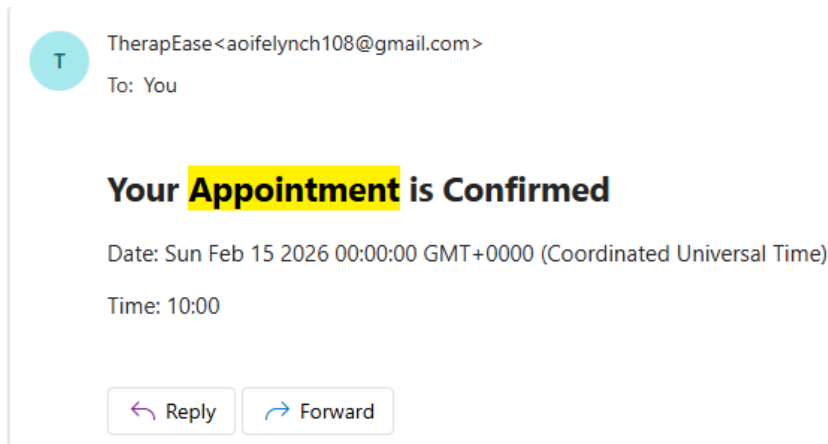 T
TherapEase<aoifelynch108@gmail.com>
To: You
Your Appointment is Confirmed
Date: Sun Feb 15 2026 00:00:00 GMT+0000 (Coordinated Universal Time)
Time: 10:00
Reply
Forward